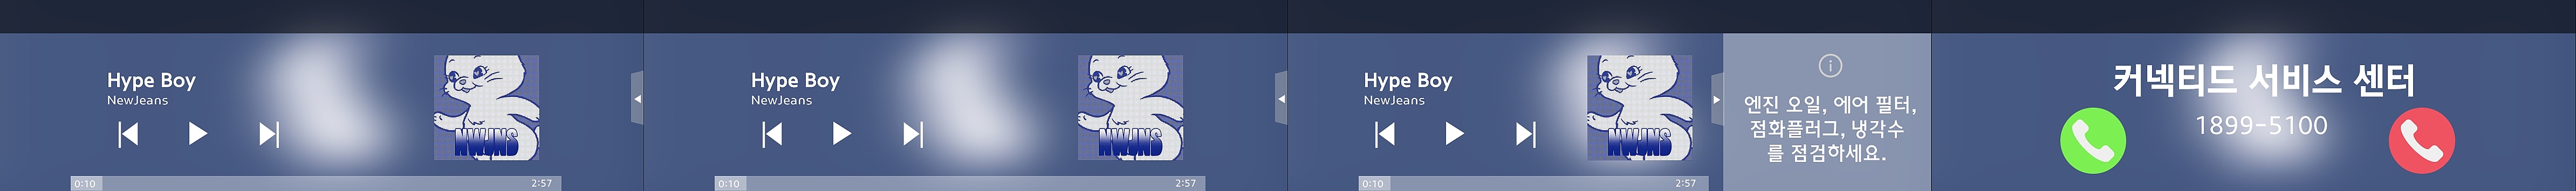 Hype Boy
NewJeans
NWJNS
0:10
2:57
Hype Boy
NewJeans
NWJNS
0:10
2:57
Hype Boy
NewJeans
NWJNS
0:10
2:57
엔진 오일, 에어 필터,
점화플러그, 냉각수
를 점검하세요.
커넥티드 서비스 센터
1899-5100